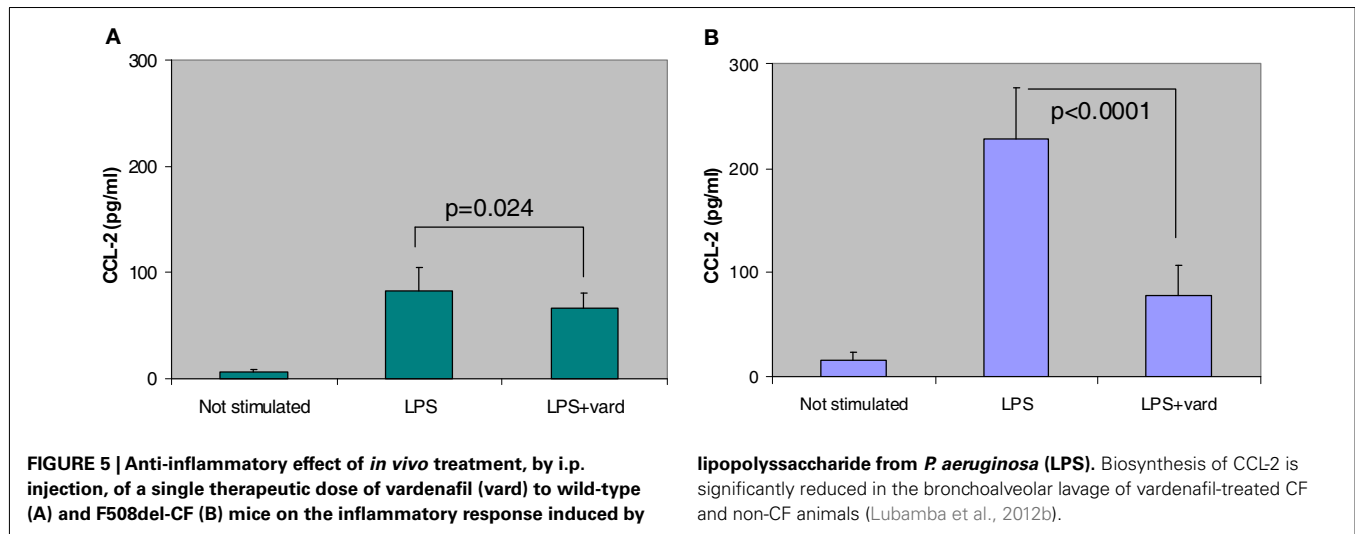 A
300
200
100
0
CCL-2 (pg/ml)
p=0.024
Not stimulated LPS LPS+vard
B
300
200
100
0
CCL-2 (pg/ml)
p<0.0001
Not stimulated LPS LPS+vard
FIGURE 5 | Anti-inflammatory effect of in vivo treatment, by i.p.
injection, of a single therapeutic dose of vardenafil (vard) to wild-type
(A) and F508del-CF (B) mice on the inflammatory response induced by
lipopolyssaccharide from P. aeruginosa (LPS). Biosynthesis of CCL-2 is
significantly reduced in the bronchoalveolar lavage of vardenafil-treated CF
and non-CF animals (Lubamba et al., 2012b).